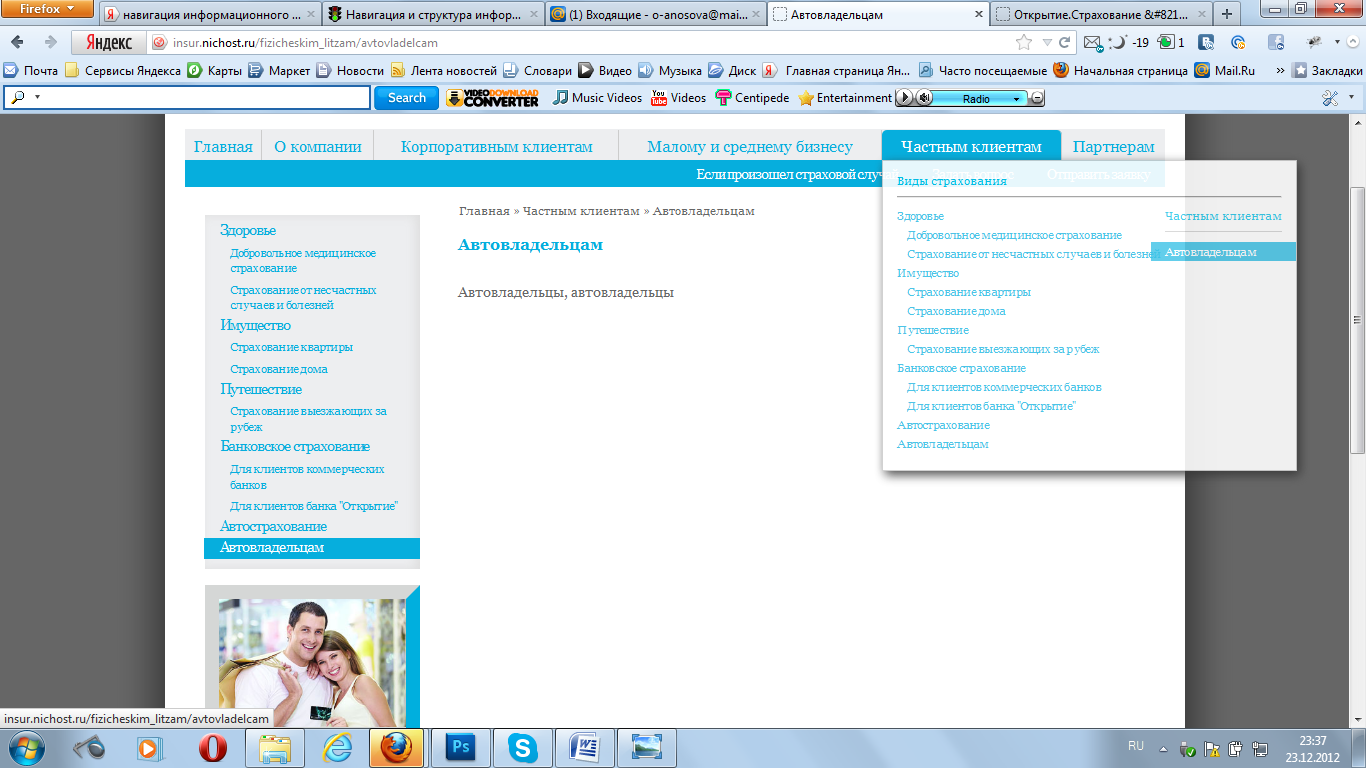 Firefox
навигация информационного ...
Навигация и структура инфор...
(1) Входящие - o-anosova@mai...
Автовладельцам
Открытие.Страхование &#821...
Яндекс
insur.nichost.ru/fizicheskim_litzam/avtovladelcam
-19
1
Почта
Сервисы Яндекса
Карты
Маркет
Новости
Лента новостей
Словари
Видео
Музыка
Диск
Главная страница Ян...
Часто посещаемые
Начальная страница
Mail.Ru
»
Закладки
Search
VIDEO DOWNLOAD CONVERTER
Music Videos
You Tube
Videos
Centipede
Entertainment
Radio
Главная
О компании
Корпоративным клиентам
Малому и среднему бизнесу
Частным клиентам
Партнерам
Если произошел страховой случай
Задать вопрос
Отправить заявку
Здоровье
Добровольное медицинское
страхование
Страхование от несчастных
случаев и болезней
Имущество
Страхование квартиры
Страхование дома
Путешествие
Страхование выезжающих за
рубеж
Банковское страхование
Для клиентов коммерческих
банков
Для клиентов банка "Открытие"
Автострахование
Автовладельцам
Главная » Частным клиентам » Автовладельцам
Автовладельцам
Автовладельцы, автовладельцы
Виды страхования
Здоровье
Добровольное медицинское страхование
Страхование от несчастных случаев и болезней
Имущество
Страхование квартиры
Страхование дома
Путешествие
Страхование выезжающих за рубеж
Банковское страхование
Для клиентов коммерческих банков
Для клиентов банка "Открытие"
Автострахование
Автовладельцам
Частным клиентам
Автовладельцам
insur.nichost.ru/fizicheskim_litzam/avtovladelcam
Ps
RU
23:37
23.12.2012